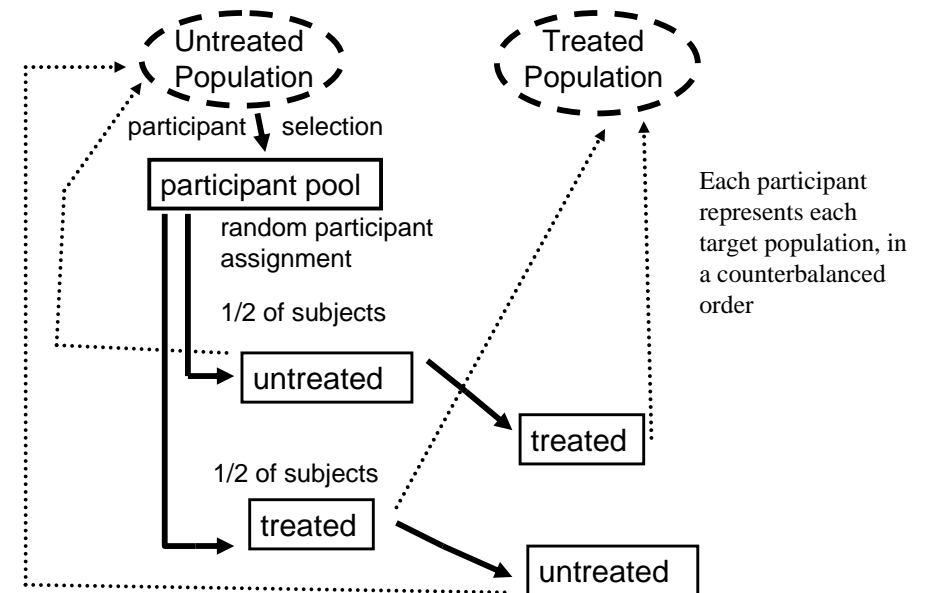 Untreated
Population
Treated
Population
participant selection
participant pool
random participant
assignment
Each participant
represents each
target population, in
a counterbalanced
order
1/2 of subjects
untreated
treated
1/2 of subjects
treated
untreated